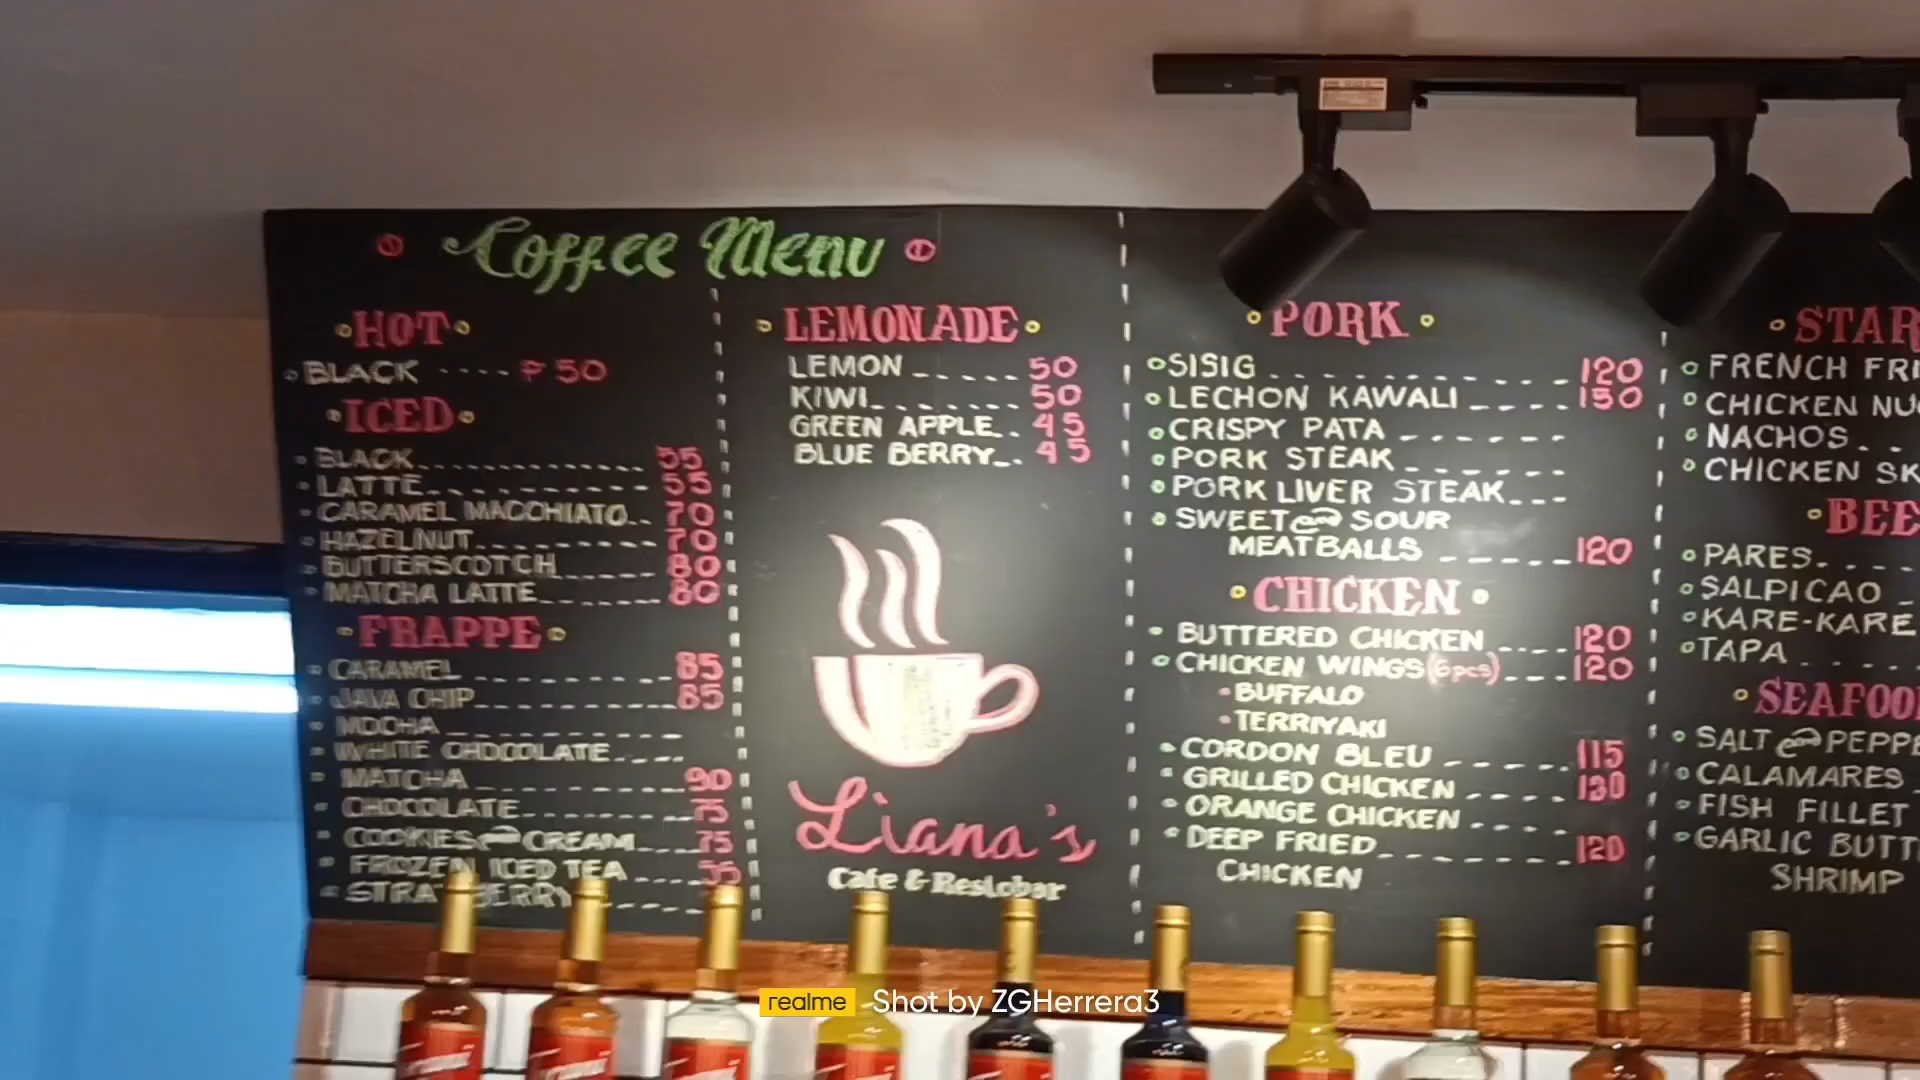 Coffee Menu
HOT
BLACK ---- ₱ 50
ICED
BLACK 55
LATTE 55
CARAMEL MACCHIATO 70
HAZELNUT 70
BUTTERSCOTCH 80
MATCHA LATTE 80
FRAPPE
CARAMEL 85
JAVA CHIP 85
MOCHA
WHITE CHOCOLATE
MATCHA 90
CHOCOLATE 75
COOKIES and CREAM 75
FROZEN ICED TEA 55
LEMONADE
LEMON 50
KIWI 50
GREEN APPLE 45
BLUE BERRY 45
Liana's
Cafe & Restobar
PORK
SISIG 120
LECHON KAWALI 150
CRISPY PATA
PORK STEAK
PORK LIVER STEAK
SWEET and SOUR
MEATBALLS 120
CHICKEN
BUTTERED CHICKEN 120
CHICKEN WINGS (6pcs) 120
BUFFALO
TERRIYAKI
CORDON BLEU 115
GRILLED CHICKEN 130
ORANGE CHICKEN
DEEP FRIED 120
CHICKEN
STAR
FRENCH FRI
CHICKEN NU
NACHOS
CHICKEN SK
BEE
PARES
SALPICAO
KARE-KARE
TAPA
SEAFOO
SALT and PEPPE
CALAMARES
FISH FILLET
GARLIC BUTT
SHRIMP
realme Shot by ZGHerrera3